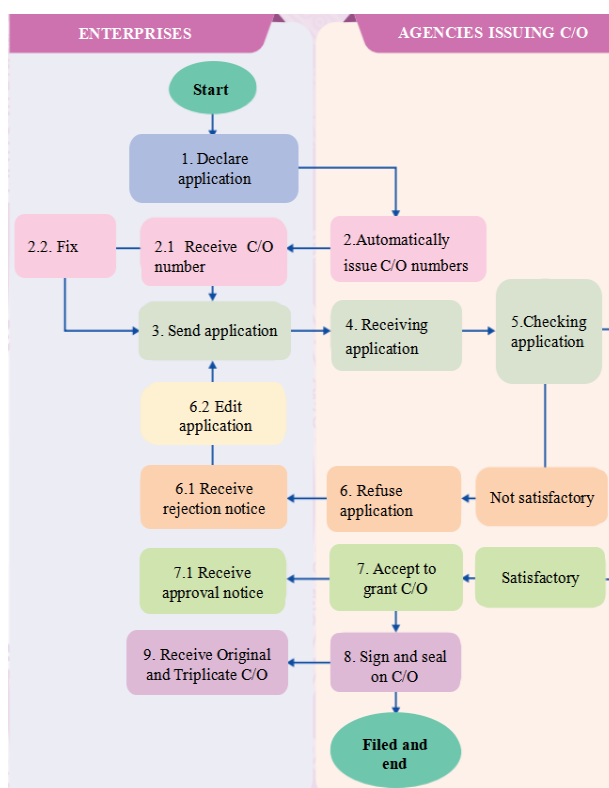 ENTERPRISES
AGENCIES ISSUING C/O
Start
1. Declare
application
2.2. Fix
2.1 Receive C/O
number
2.Automatically
issue C/O numbers
3. Send application
4. Receiving
application
5.Checking
application
6.2 Edit
application
6.1 Receive
rejection notice
6. Refuse
application
Not satisfactory
7.1 Receive
approval notice
7. Accept to
grant C/O
Satisfactory
9. Receive Original
and Triplicate C/O
8. Sign and seal
on C/O
Filed and
end